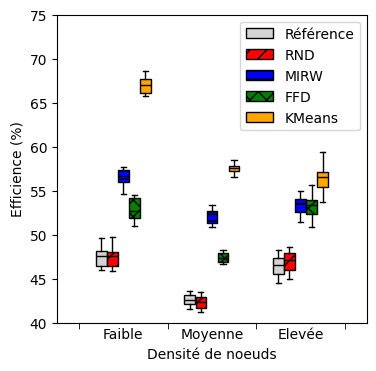 75
70
65
60
55
50
45
40
Efficience (%)
Référence
RND
MIRW
FFD
KMeans
Faible Moyenne Elevée
Densité de noeuds